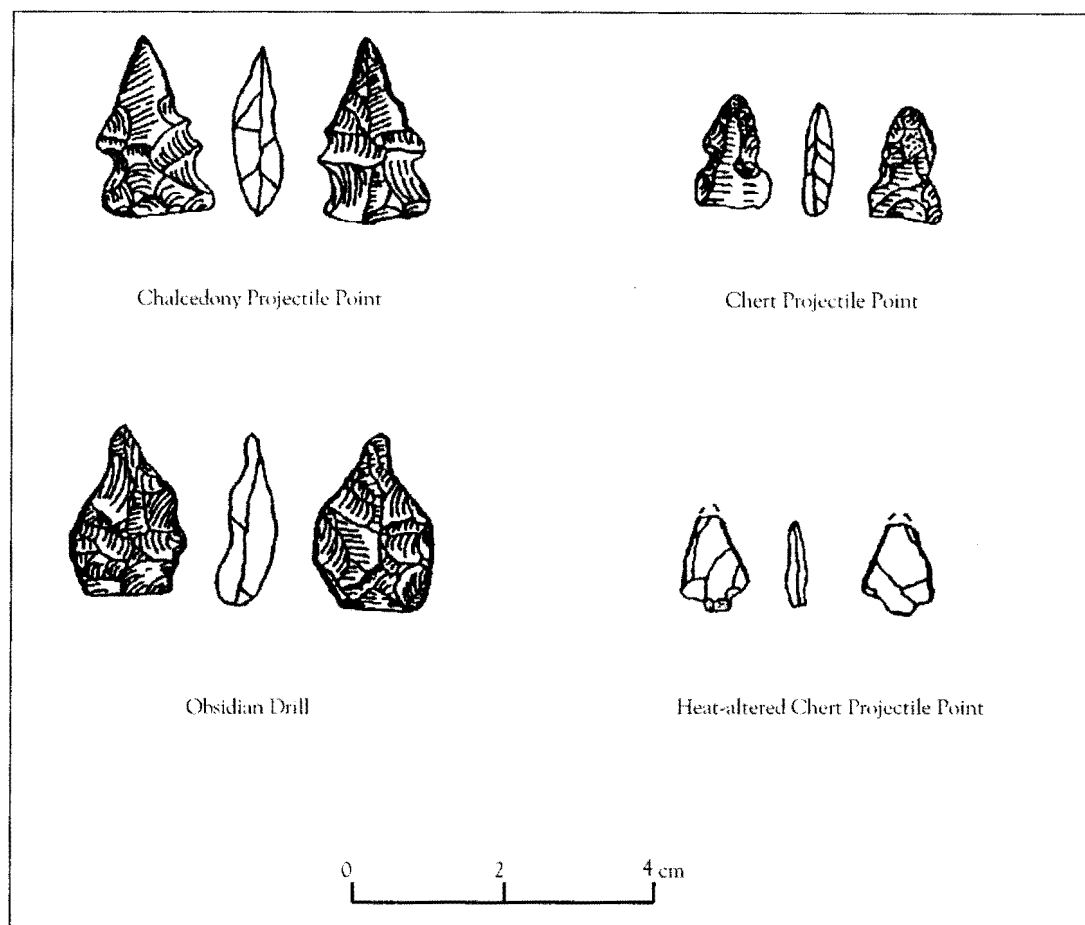 Chalcedony Projectile Point
Chert Projectile Point
Obsidian Drill
Heat-altered Chert Projectile Point
0 2 4 cm